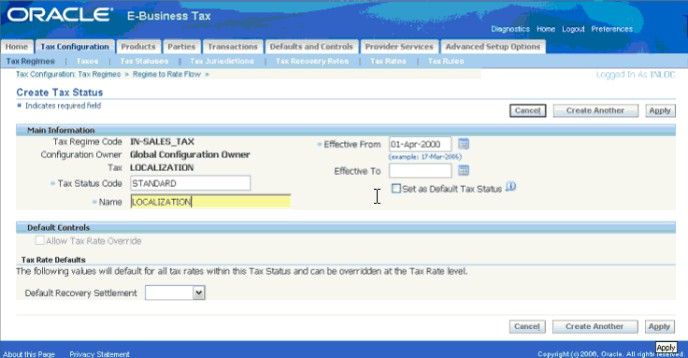 ORACLE E-Business Tax
Diagnostics Home Logout Preferences
Home Tax Configuration Products Parties Transactions Defaults and Controls Provider Services Advanced Setup Options
Tax Regimes | Taxes | Tax Statuses | Tax Jurisdictions | Tax Recovery Rates | Tax Rates | Tax Rules
Tax Configuration: Tax Regimes > Regime to Rate Flow >
Logged In As INLOC
Create Tax Status
* Indicates required field
Cancel Create Another Apply
Main Information
Tax Regime Code IN-SALES_TAX
Configuration Owner Global Configuration Owner
Tax LOCALIZATION
* Tax Status Code STANDARD
* Name LOCALIZATION
* Effective From 01-Apr-2000
(example: 17-Mar-2006)
Effective To
Set as Default Tax Status
Default Controls
Allow Tax Rate Override
Tax Rate Defaults
The following values will default for all tax rates within this Tax Status and can be overridden at the Tax Rate level.
Default Recovery Settlement
Cancel Create Another Apply
Apply
About this Page Privacy Statement Copyright (c) 2006, Oracle. All rights reserved.